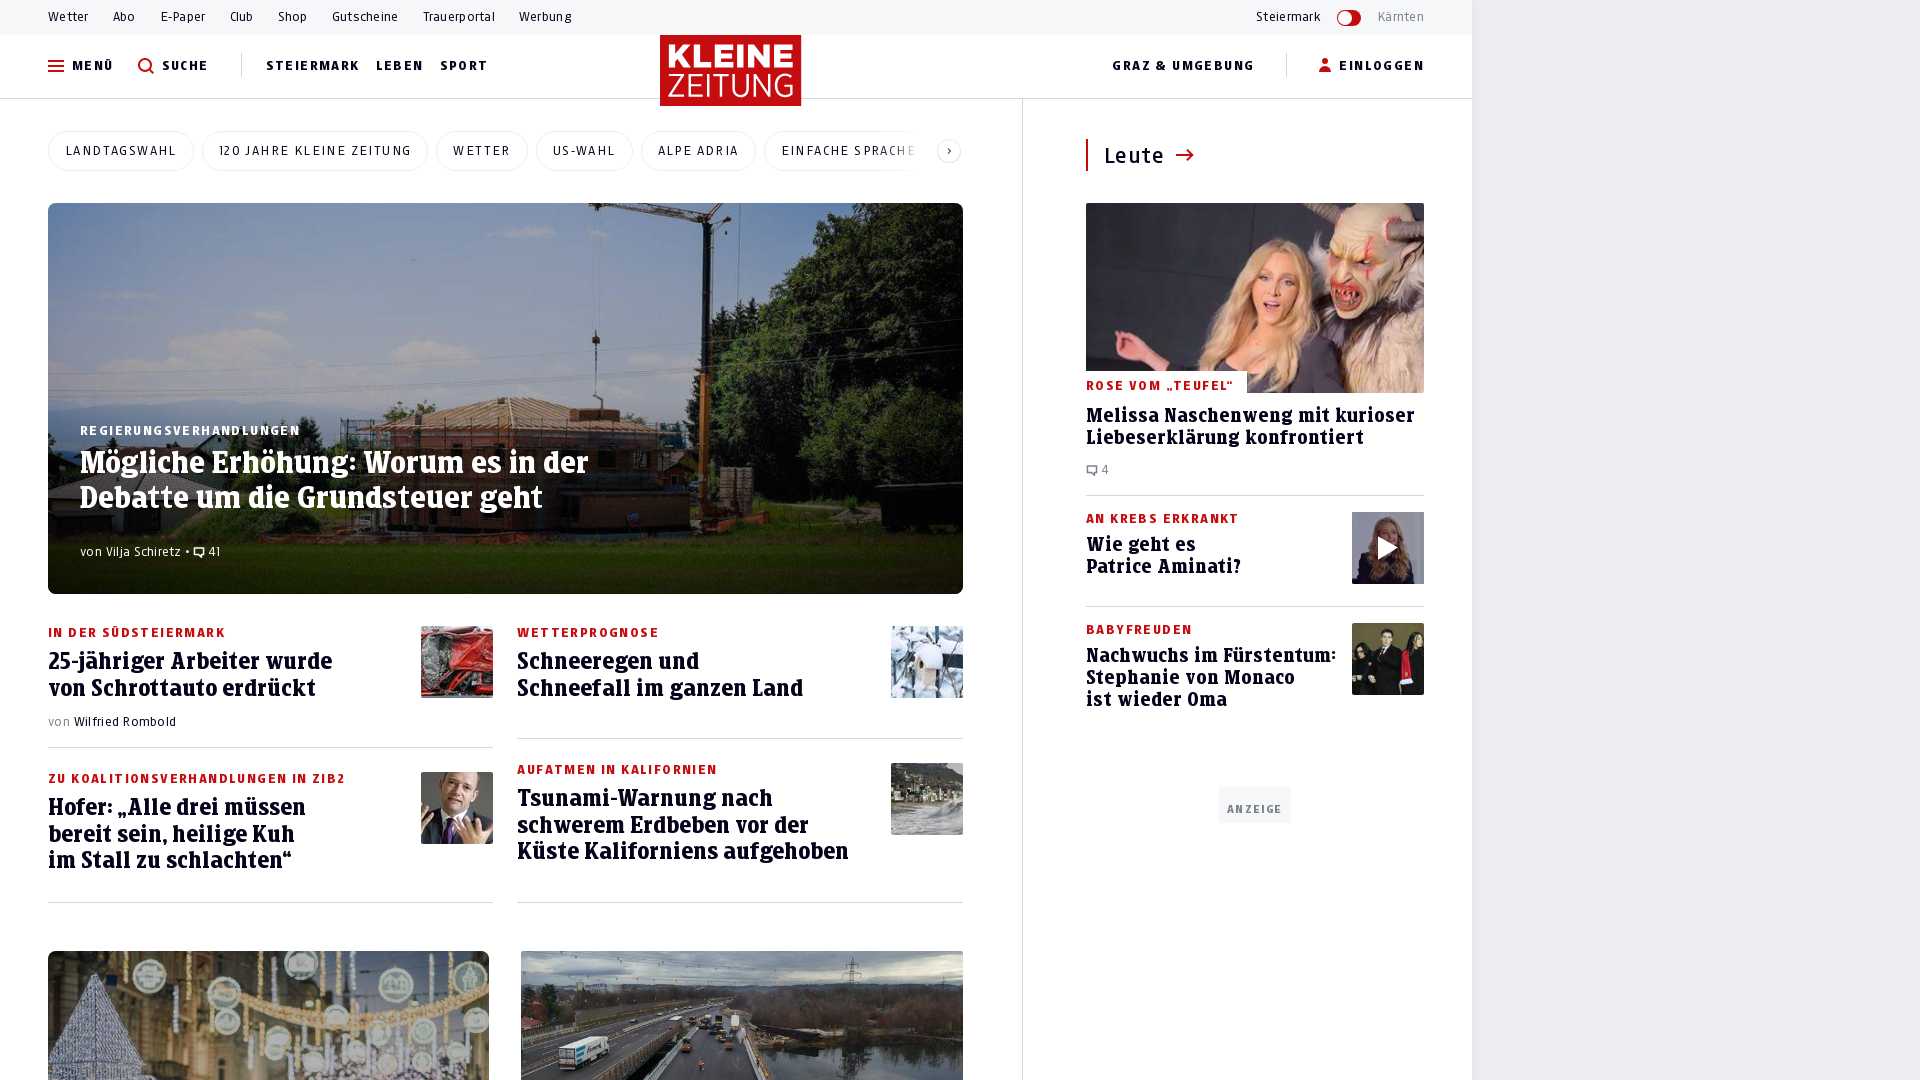 Wetter
Abo
E-Paper
Club
Shop
Gutscheine
Trauerportal
Werbung
Steiermark
Kärnten
MENÜ
SUCHE
STEIERMARK
LEBEN
SPORT
KLEINE
ZEITUNG
GRAZ & UMGEBUNG
EINLOGGEN
LANDTAGSWAHL
120 JAHRE KLEINE ZEITUNG
WETTER
US-WAHL
ALPE ADRIA
EINFACHE SPRACHE
REGIERUNGSVERHANDLUNGEN
Mögliche Erhöhung: Worum es in der
Debatte um die Grundsteuer geht
von Vilja Schiretz • 41
IN DER SÜDSTEIERMARK
25-jähriger Arbeiter wurde
von Schrottauto erdrückt
von Wilfried Rombold
ZU KOALITIONSVERHANDLUNGEN IN ZIB2
Hofer: „Alle drei müssen
bereit sein, heilige Kuh
im Stall zu schlachten“
WETTERPROGNOSE
Schneeregen und
Schneefall im ganzen Land
AUFATMEN IN KALIFORNIEN
Tsunami-Warnung nach
schwerem Erdbeben vor der
Küste Kaliforniens aufgehoben
Leute
ROSE VOM „TEUFEL“
Melissa Naschenweng mit kurioser
Liebeserklärung konfrontiert
4
AN KREBS ERKRANKT
Wie geht es
Patrice Aminati?
BABYFREUDEN
Nachwuchs im Fürstentum:
Stephanie von Monaco
ist wieder Oma
ANZEIGE